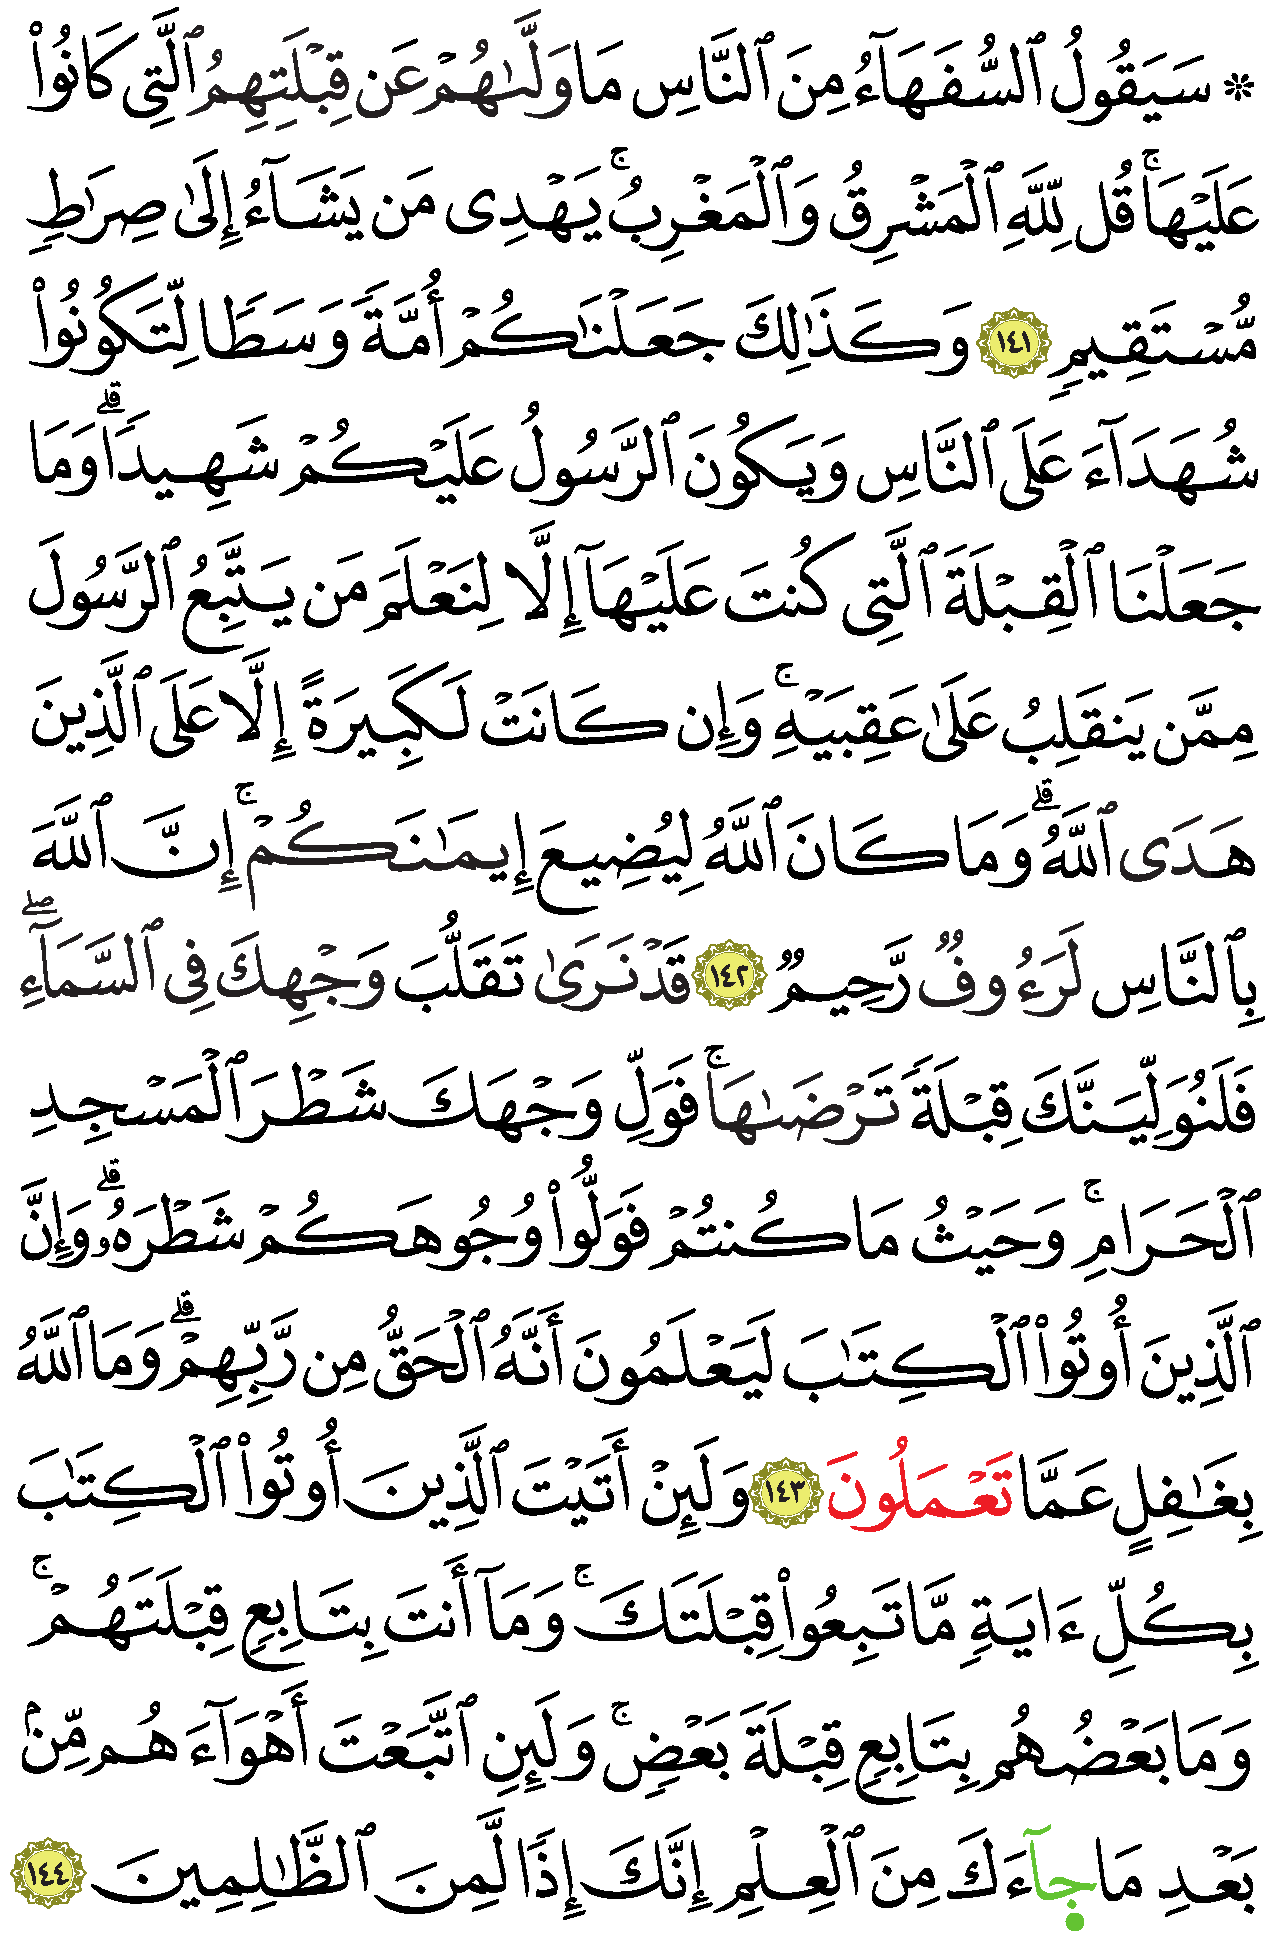 ۞ سَيَقُولُ ٱلسُّفَهَآءُ مِنَ ٱلنَّاسِ مَا وَلَّىٰهُمْ عَن قِبْلَتِهِمُ ٱلَّتِى كَانُوا۟
عَلَيْهَا ۚ قُل لِّلَّهِ ٱلْمَشْرِقُ وَٱلْمَغْرِبُ ۚ يَهْدِى مَن يَشَآءُ إِلَىٰ صِرَٰطٍ
مُّسْتَقِيمٍ ١٤١ وَكَذَٰلِكَ جَعَلْنَٰكُمْ أُمَّةً وَسَطًا لِّتَكُونُوا۟
شُهَدَآءَ عَلَى ٱلنَّاسِ وَيَكُونَ ٱلرَّسُولُ عَلَيْكُمْ شَهِيدًا ۗ وَمَا
جَعَلْنَا ٱلْقِبْلَةَ ٱلَّتِى كُنتَ عَلَيْهَآ إِلَّا لِنَعْلَمَ مَن يَتَّبِعُ ٱلرَّسُولَ
مِمَّن يَنقَلِبُ عَلَىٰ عَقِبَيْهِ ۚ وَإِن كَانَتْ لَكَبِيرَةً إِلَّا عَلَى ٱلَّذِينَ
هَدَى ٱللَّهُ ۗ وَمَا كَانَ ٱللَّهُ لِيُضِيعَ إِيمَٰنَكُمْ ۚ إِنَّ ٱللَّهَ
بِٱلنَّاسِ لَرَءُوفٌ رَّحِيمٌ ١٤٢ قَدْ نَرَىٰ تَقَلُّبَ وَجْهِكَ فِى ٱلسَّمَآءِ ۖ
فَلَنُوَلِّيَنَّكَ قِبْلَةً تَرْضَىٰهَا ۚ فَوَلِّ وَجْهَكَ شَطْرَ ٱلْمَسْجِدِ
ٱلْحَرَامِ ۚ وَحَيْثُ مَا كُنتُمْ فَوَلُّوا۟ وُجُوهَكُمْ شَطْرَهُۥ ۗ وَإِنَّ
ٱلَّذِينَ أُوتُوا۟ ٱلْكِتَٰبَ لَيَعْلَمُونَ أَنَّهُ ٱلْحَقُّ مِن رَّبِّهِمْ ۗ وَمَا ٱللَّهُ
بِغَٰفِلٍ عَمَّا تَعْمَلُونَ ١٤٣ وَلَئِنْ أَتَيْتَ ٱلَّذِينَ أُوتُوا۟ ٱلْكِتَٰبَ
بِكُلِّ ءَايَةٍ مَّا تَبِعُوا۟ قِبْلَتَكَ ۚ وَمَآ أَنتَ بِتَابِعٍ قِبْلَتَهُمْ ۚ
وَمَا بَعْضُهُم بِتَابِعٍ قِبْلَةَ بَعْضٍ ۚ وَلَئِنِ ٱتَّبَعْتَ أَهْوَآءَهُم مِّنۢ
بَعْدِ مَا جَآءَكَ مِنَ ٱلْعِلْمِ إِنَّكَ إِذًا لَّمِنَ ٱلظَّٰلِمِينَ ١٤٤